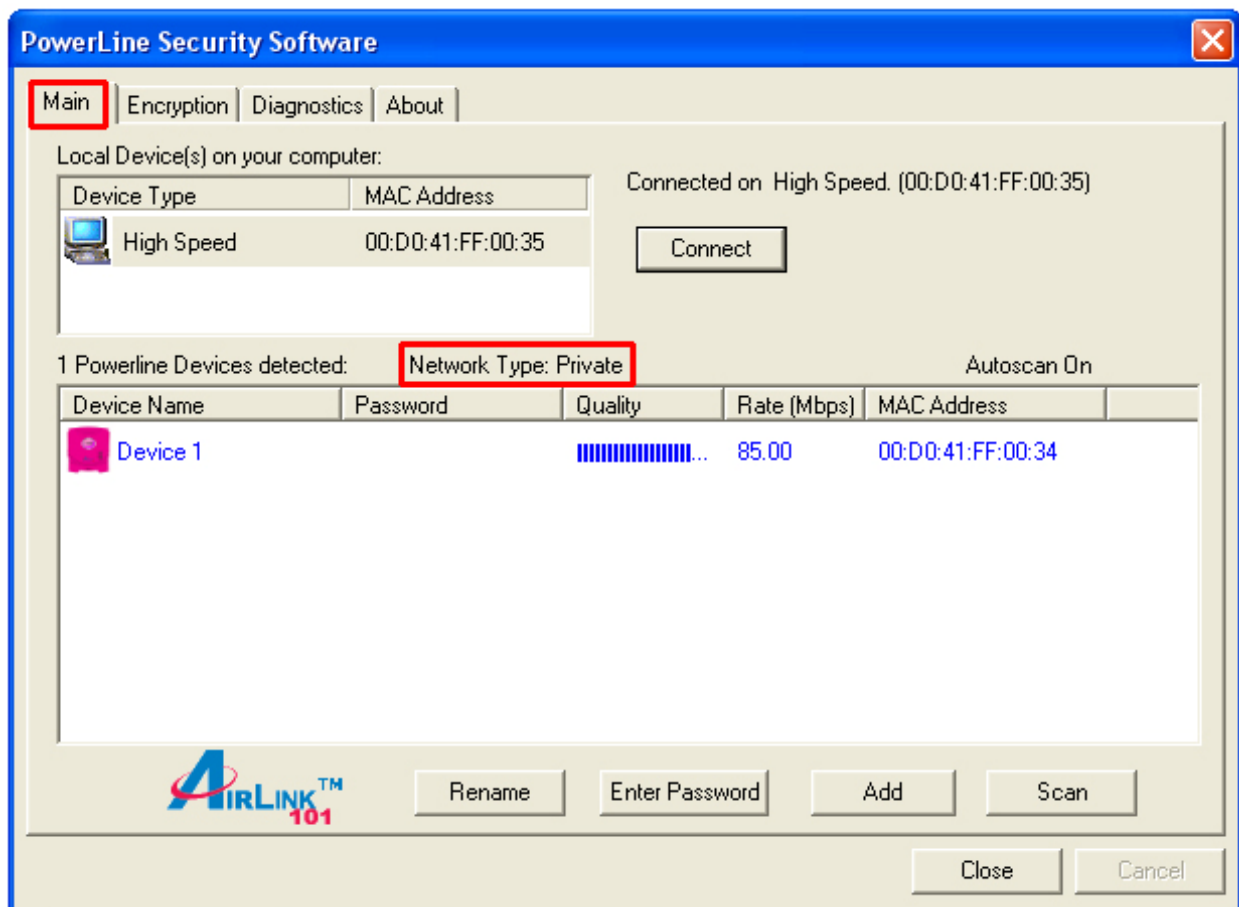 PowerLine Security Software
Main Encryption Diagnostics About
Local Device(s) on your computer:
Device Type MAC Address
High Speed 00:D0:41:FF:00:35
Connected on High Speed. (00:D0:41:FF:00:35)
Connect
1 Powerline Devices detected: Network Type: Private Autoscan On
Device Name Password Quality Rate (Mbps) MAC Address
Device 1 ... 85.00 00:D0:41:FF:00:34
AIRLINK™ 101
Rename Enter Password Add Scan
Close Cancel